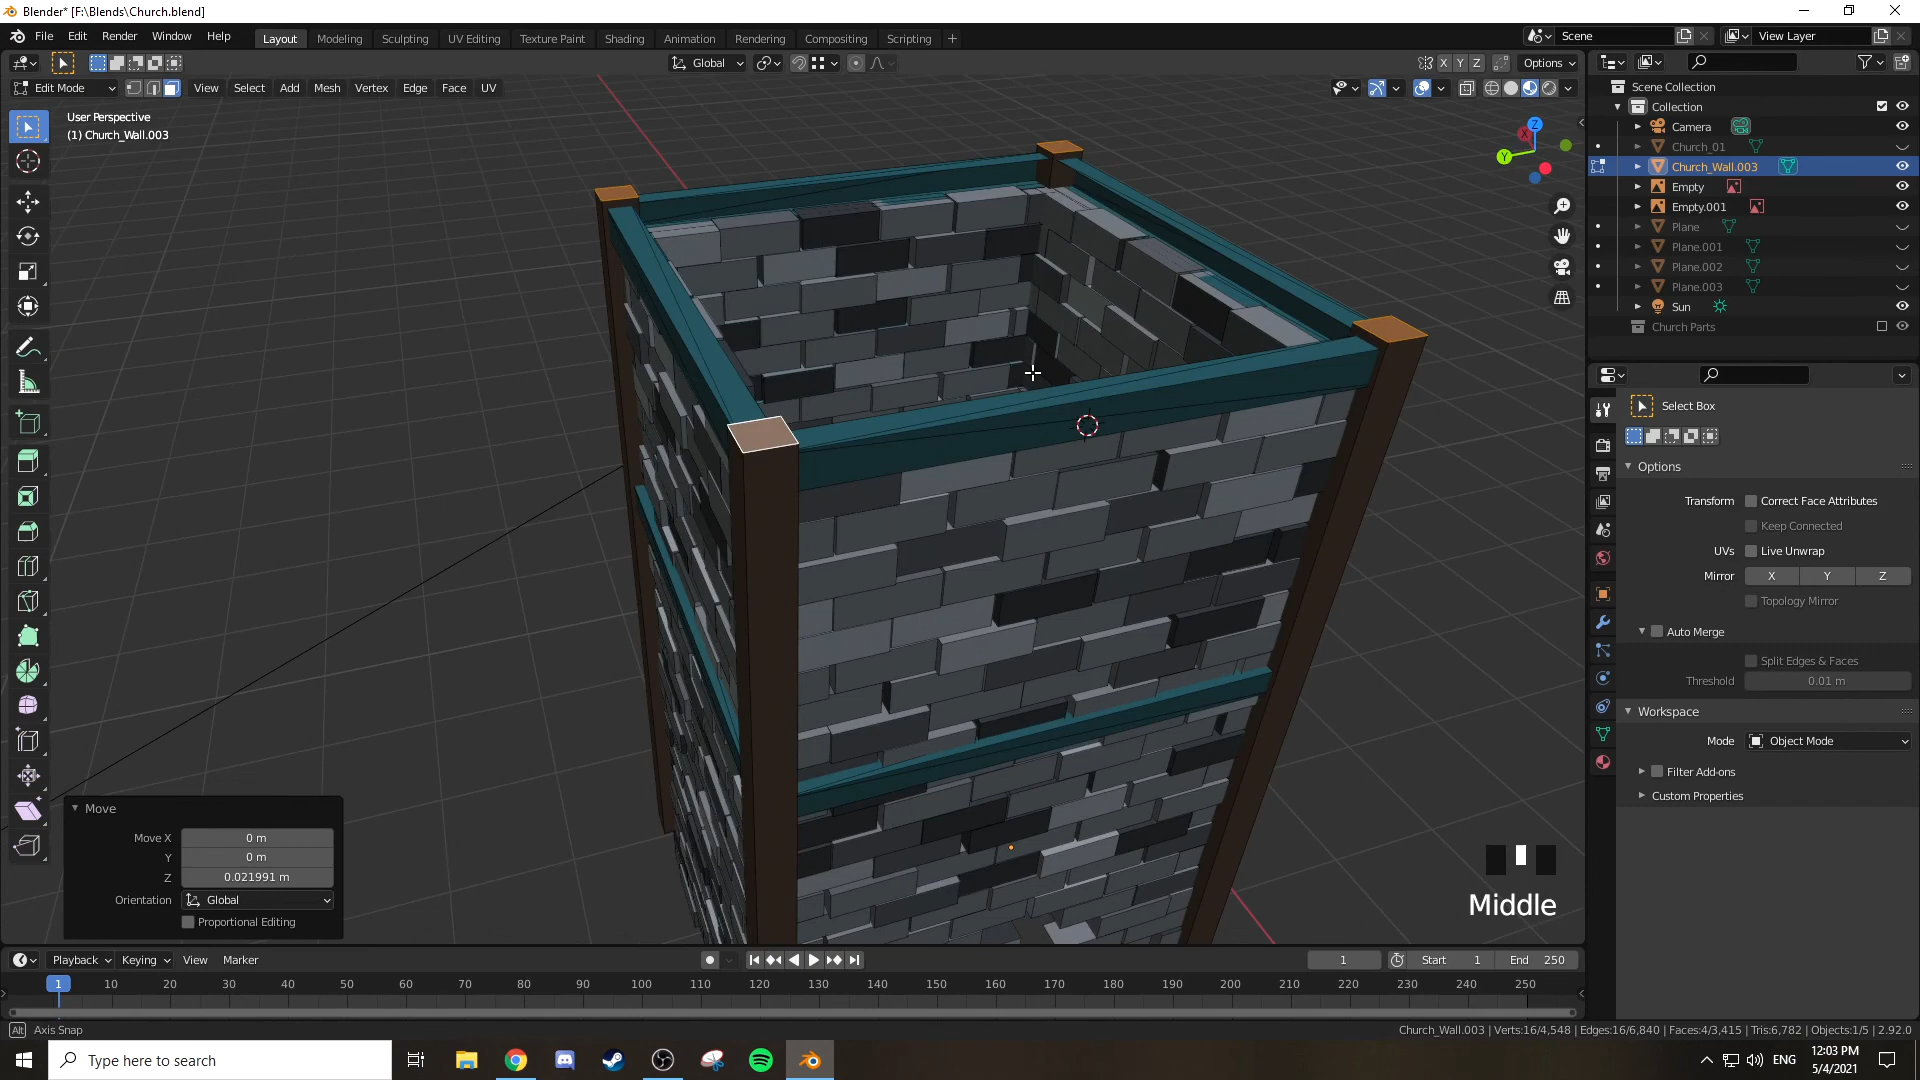 Blender* [F:\Blends\Church.blend]
File Edit Render Window Help
Layout Modeling Sculpting UV Editing Texture Paint Shading Animation Rendering Compositing Scripting +
Scene
View Layer
Global
X Y Z
Options
Edit Mode
View Select Add Mesh Vertex Edge Face UV
User Perspective
(1) Church_Wall.003
Z
X
Y
Scene Collection
Collection
Camera
Church_01
Church_Wall.003
Empty
Empty.001
Plane
Plane.001
Plane.002
Plane.003
Sun
Church Parts
Select Box
Options
Transform Correct Face Attributes
Keep Connected
UVs Live Unwrap
Mirror X Y Z
Topology Mirror
Auto Merge
Split Edges & Faces
Threshold 0.01 m
Workspace
Mode Object Mode
Filter Add-ons
Custom Properties
Move
Move X 0 m
Y 0 m
Z 0.021991 m
Orientation Global
Proportional Editing
Middle
Playback Keying View Marker
1
Start 1
End 250
1 10 20 30 40 50 60 70 80 90 100 110 120 130 140 150 160 170 180 190 200 210 220 230 240 250
Alt Axis Snap
Church_Wall.003 | Verts:16/4,548 | Edges:16/6,840 | Faces:4/3,415 | Tris:6,782 | Objects:1/5 | 2.92.0
Type here to search
ENG
12:03 PM
5/4/2021